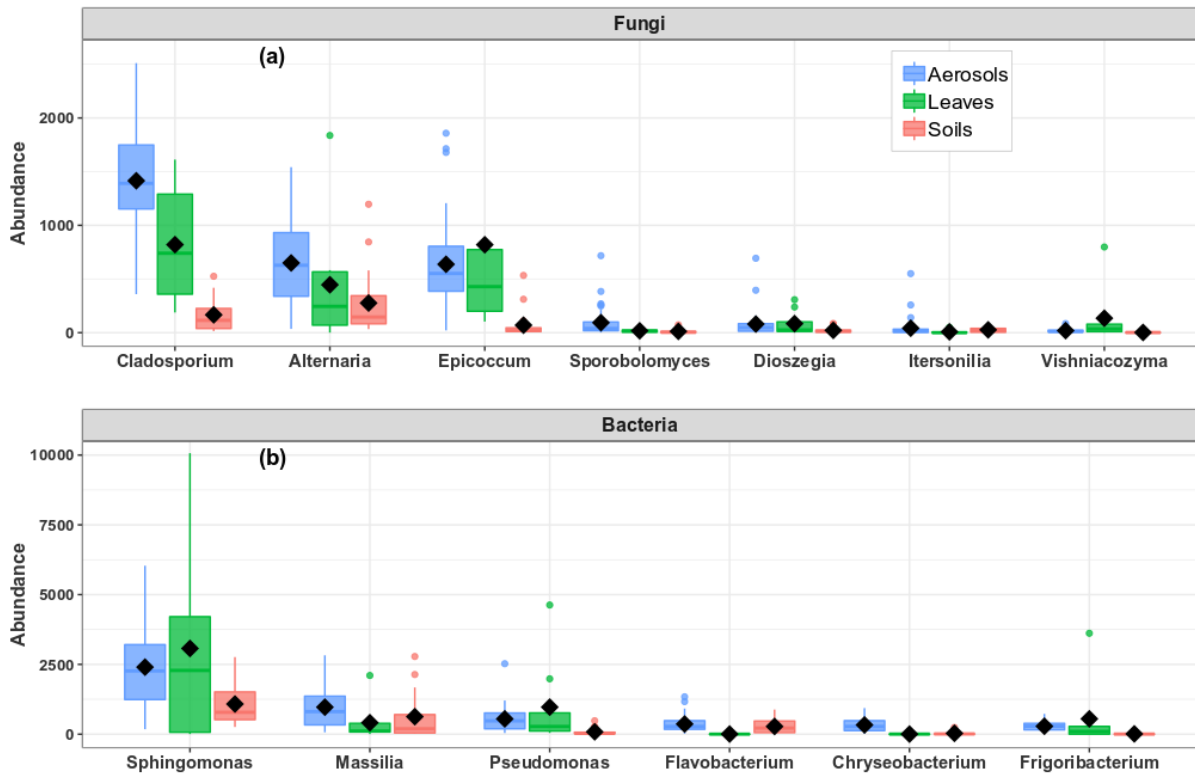 Fungi
(a)
Aerosols
Leaves
Soils
Abundance
2000
1000
0
Cladosporium Alternaria Epicoccum Sporobolomyces Dioszegia Itersonilia Vishniacozyma
Bacteria
(b)
Abundance
10000
7500
5000
2500
0
Sphingomonas Massilia Pseudomonas Flavobacterium Chryseobacterium Frigoribacterium